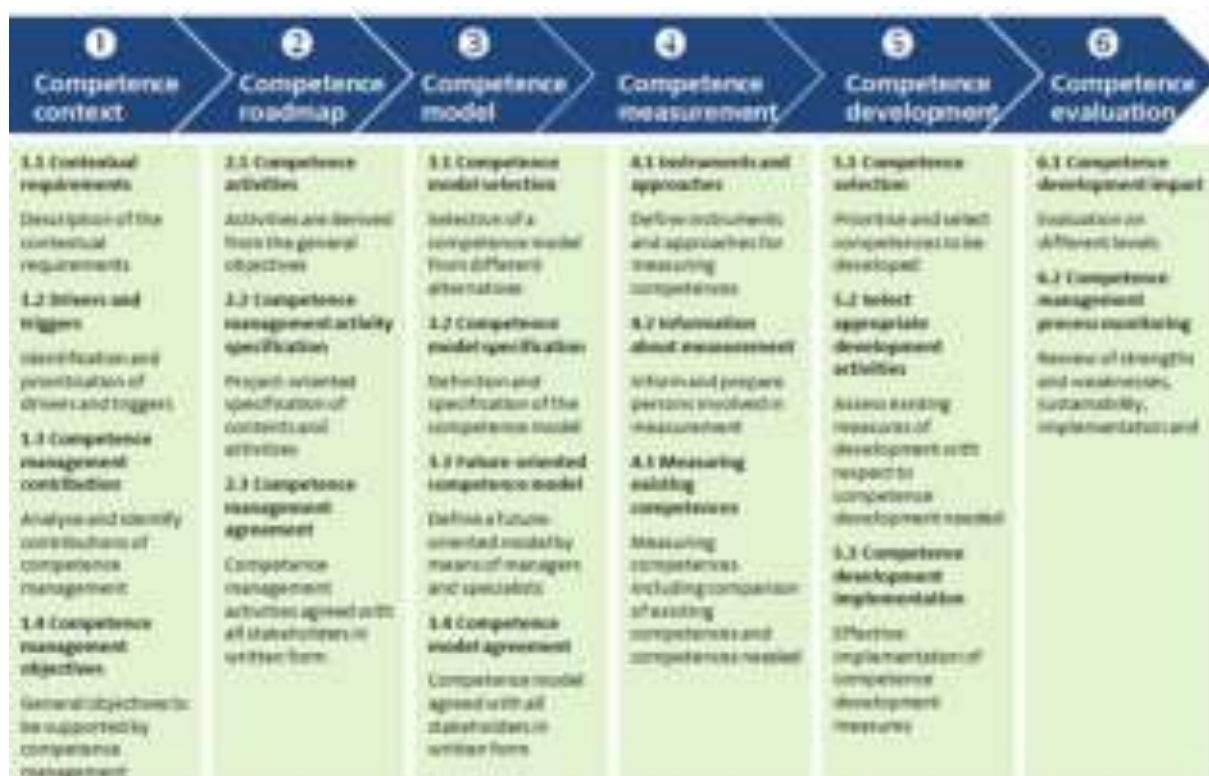 1
Competence
context
2
Competence
roadmap
3
Competence
model
4
Competence
measurement
5
Competence
development
6
Competence
evaluation
1.1 Contextual
requirements
Description of the
contextual
requirements
1.2 Drivers and
triggers
Identification and
prioritisation of
drivers and triggers
1.3 Competence
management
contribution
Analyse and identify
contributions of
competence
management
1.4 Competence
management
objectives
General objectives to
be supported by
competence
management
2.1 Competence
activities
Activities are derived
from the general
objectives
2.2 Competence
management activity
specification
Project-oriented
specification of
contents and
activities
2.3 Competence
management
agreement
Competence
management
activities agreed with
all stakeholders in
written form
3.1 Competence
model selection
Selection of a
competence model
from different
alternatives
3.2 Competence
model specification
Definition and
specification of the
competence model
3.3 Future-oriented
competence model
Define a future-
oriented model by
means of managers
and specialists
3.4 Competence
model agreement
Competence model
agreed with all
stakeholders in
written form
4.1 Instruments and
approaches
Define instruments
and approaches for
measuring
competences
4.2 Information
about measurement
Inform and prepare
persons involved in
measurement
4.3 Measuring
existing
competences
Measuring
competences
including comparison
of existing
competences and
competences needed
5.1 Competence
selection
Prioritise and select
competences to be
developed
5.2 Select
appropriate
development
activities
Assess existing
measures of
development with
respect to
competence
development needed
5.3 Competence
development
implementation
Effective
implementation of
competence
development
measures
6.1 Competence
development impact
Evaluation on
different levels
6.2 Competence
management
process monitoring
Review of strengths
and weaknesses,
sustainability,
implementation and